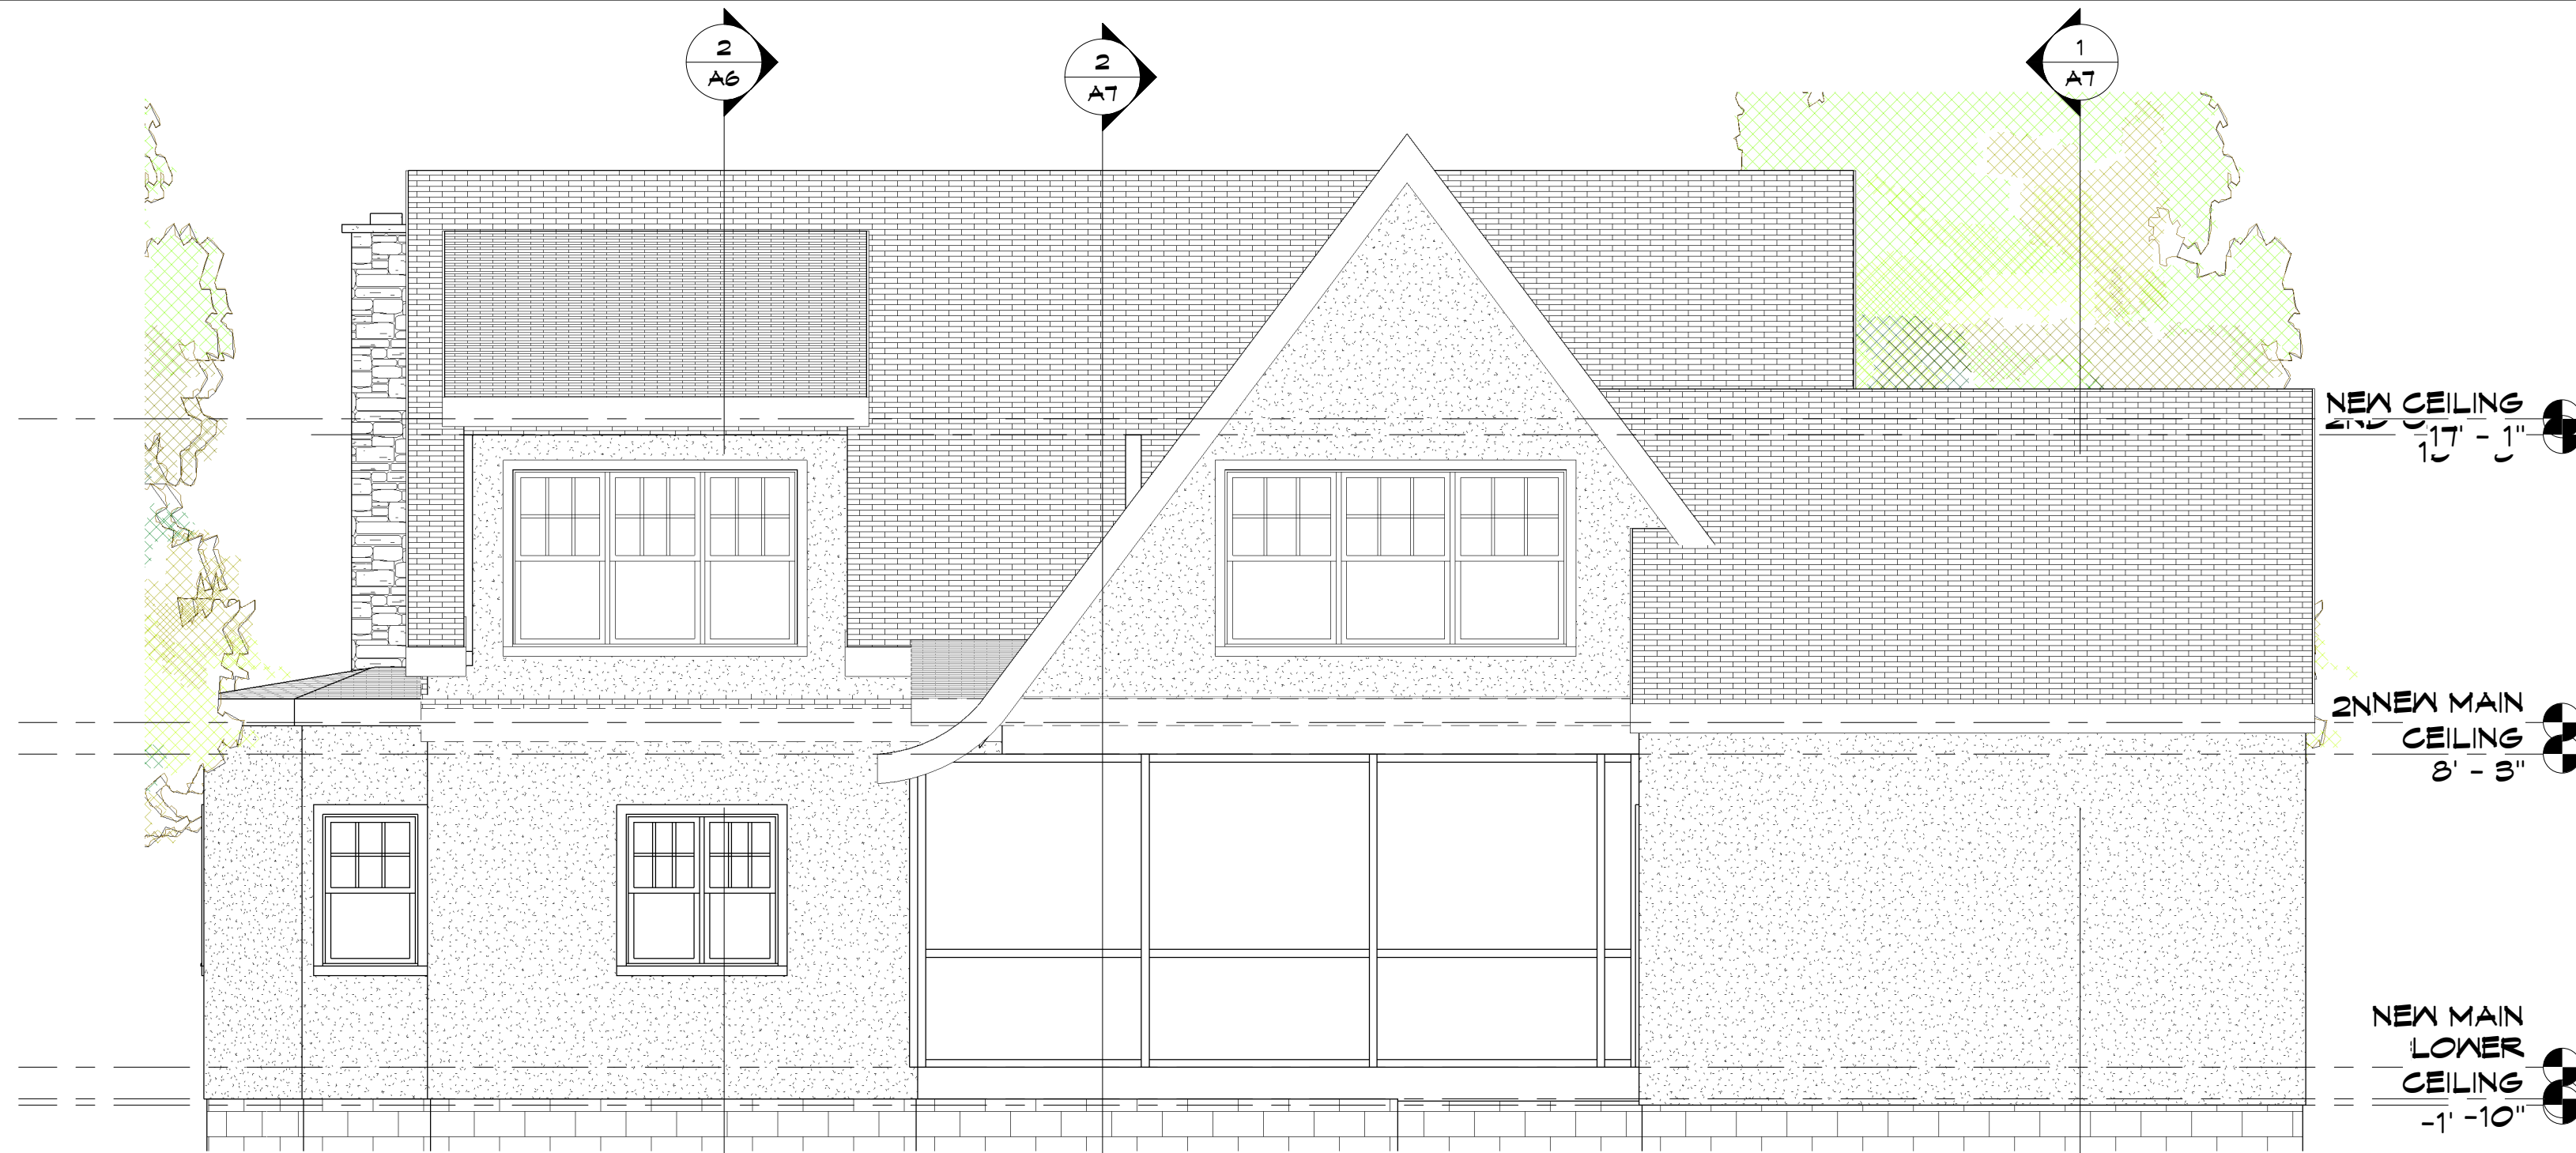 2
A6
2
A7
1
A7
NEW CEILING
17' - 1"
NEW MAIN
CEILING
8' - 3"
NEW MAIN
LOWER
CEILING
-1' -10"